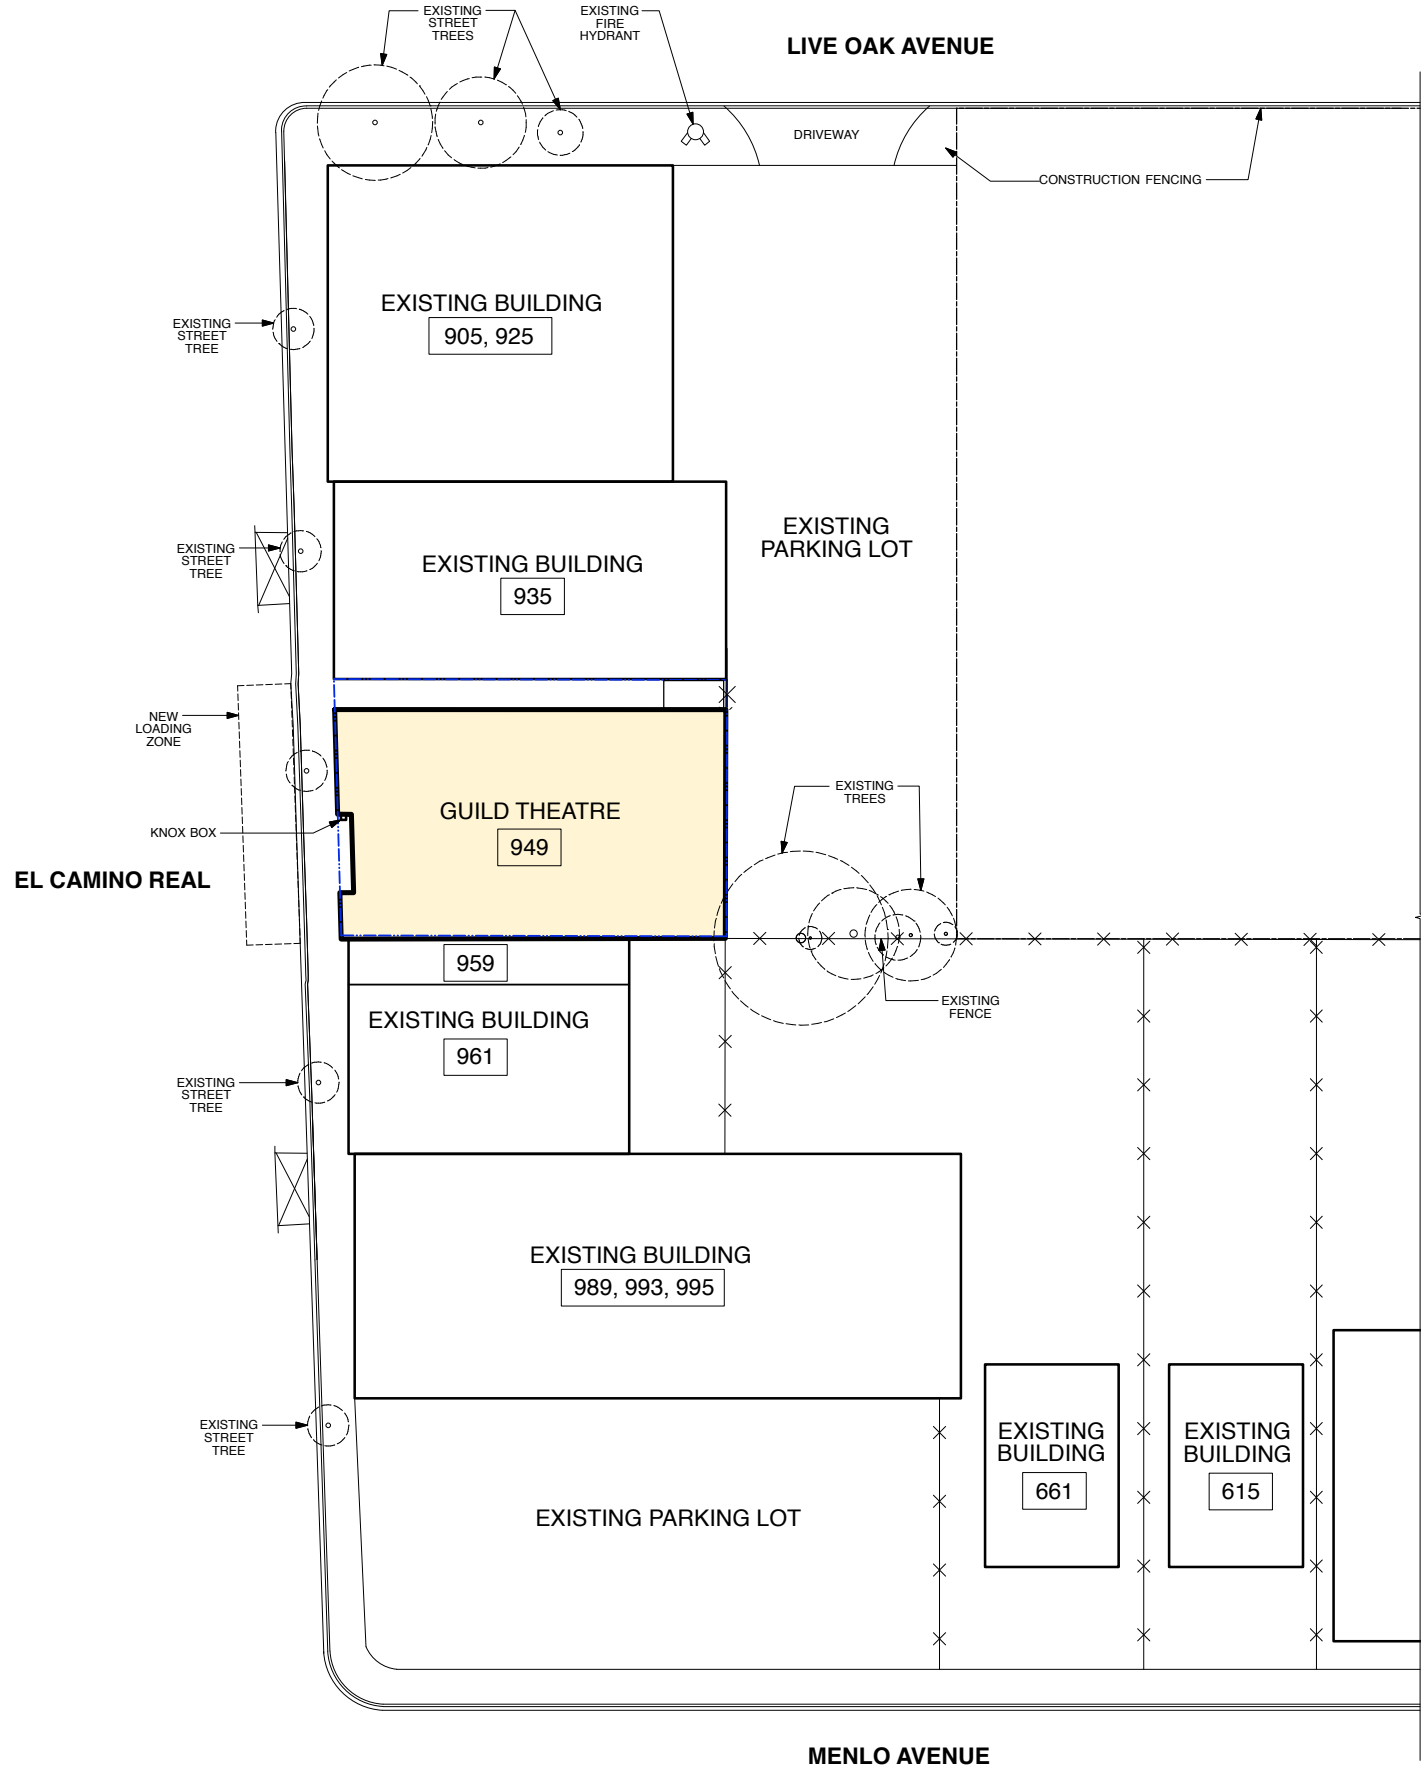 EXISTING
STREET
TREES
EXISTING
FIRE
HYDRANT
LIVE OAK AVENUE
DRIVEWAY
CONSTRUCTION FENCING
EXISTING BUILDING
905, 925
EXISTING
STREET
TREE
EXISTING
PARKING LOT
EXISTING
STREET
TREE
EXISTING BUILDING
935
NEW
LOADING
ZONE
GUILD THEATRE
949
EXISTING
TREES
KNOX BOX
EL CAMINO REAL
959
EXISTING BUILDING
961
EXISTING
FENCE
EXISTING
STREET
TREE
EXISTING BUILDING
989, 993, 995
EXISTING
STREET
TREE
EXISTING
BUILDING
661
EXISTING
BUILDING
615
EXISTING PARKING LOT
MENLO AVENUE